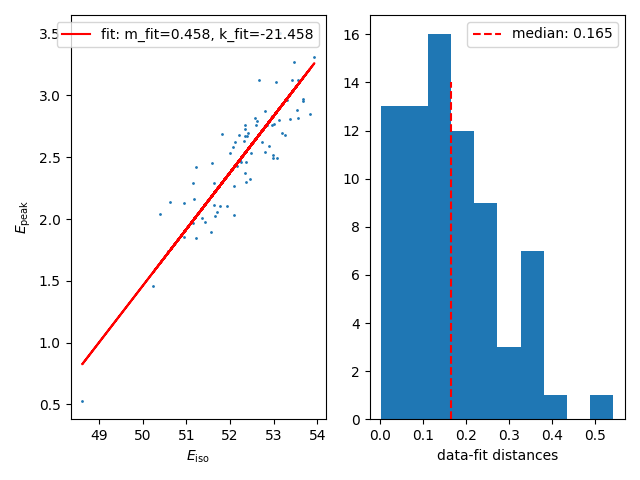 fit: m_fit=0.458, k_fit=-21.458
3.5
3.0
2.5
2.0
1.5
1.0
0.5
E_peak
49 50 51 52 53 54
E_iso
median: 0.165
16
14
12
10
8
6
4
2
0
0.0 0.1 0.2 0.3 0.4 0.5
data-fit distances